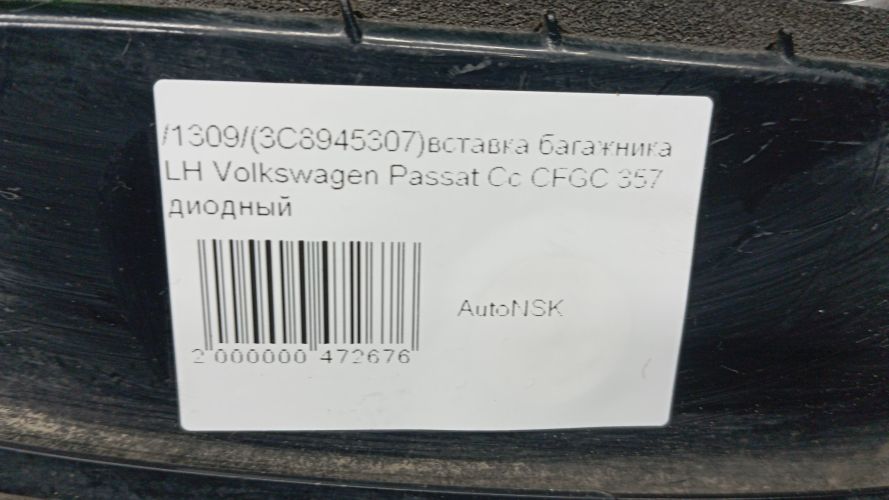 /1309/(3C8945307)вставка багажника
LH Volkswagen Passat Cc CFGC 357
диодный
AutoNSK
2 000000 472676